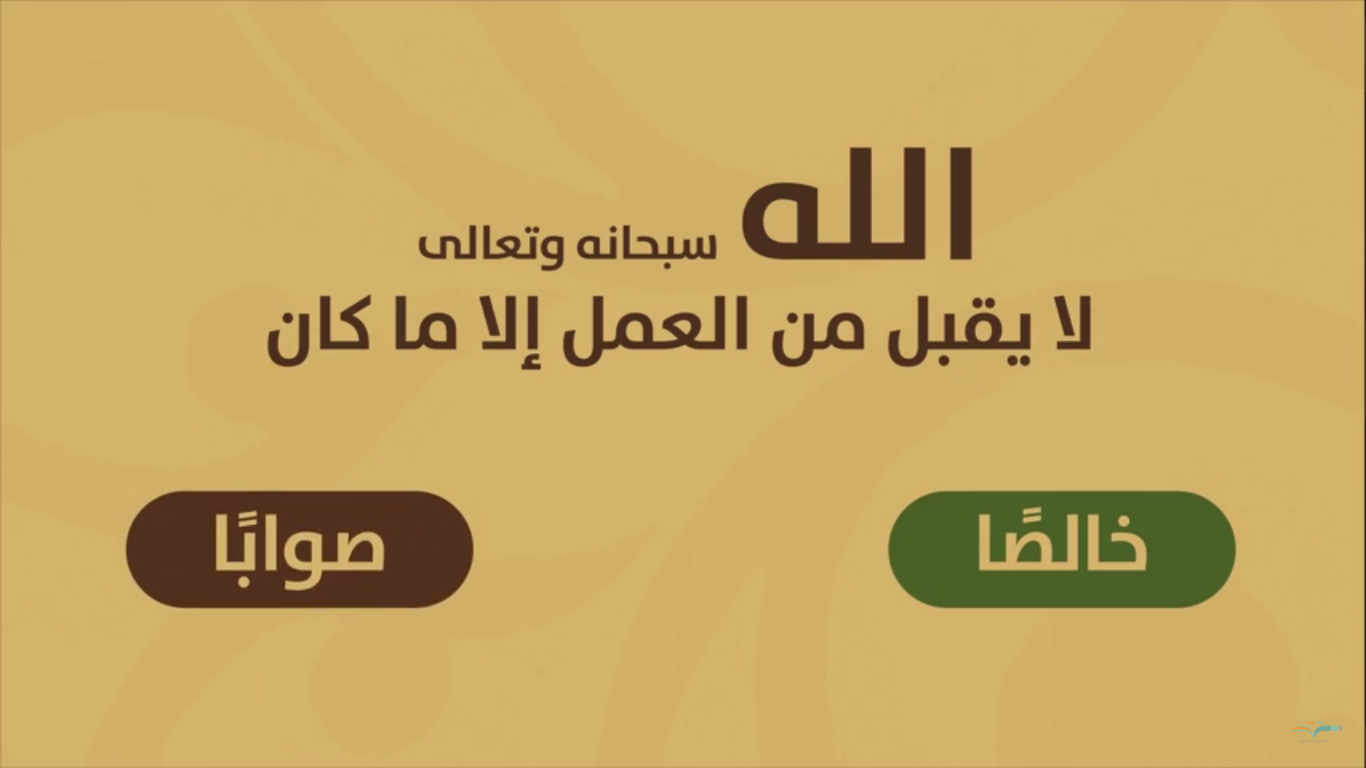 الله سبحانه وتعالى
لا يقبل من العمل إلا ما كان
خالصًا
صوابًا